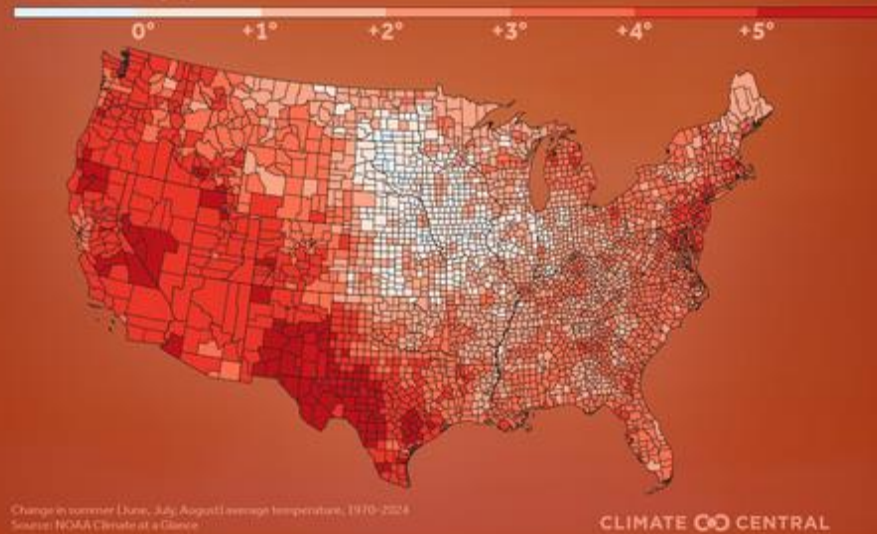 0° +1° +2° +3° +4° +5°
Change in summer (June, July, August) average temperature, 1970–2024
Source: NOAA Climate at a Glance
CLIMATE CENTRAL